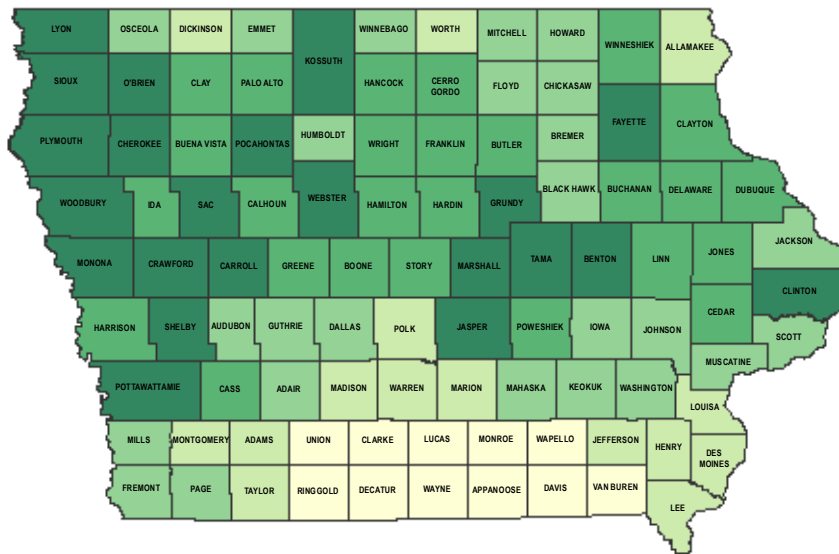 LYON
OSCEOLA
DICKINSON
EMMET
KOSSUTH
WINNEBAGO
WORTH
MITCHELL
HOWARD
WINNESHIEK
ALLAMAKEE
SIOUX
O'BRIEN
CLAY
PALO ALTO
HANCOCK
CERRO
GORDO
FLOYD
CHICKASAW
FAYETTE
CLAYTON
PLYMOUTH
CHEROKEE
BUENA VISTA
POCAHONTAS
HUMBOLDT
WRIGHT
FRANKLIN
BUTLER
BREMER
WOODBURY
IDA
SAC
CALHOUN
WEBSTER
HAMILTON
HARDIN
GRUNDY
BLACK HAWK
BUCHANAN
DELAWARE
DUBUQUE
MONONA
CRAWFORD
CARROLL
GREENE
BOONE
STORY
MARSHALL
TAMA
BENTON
LINN
JONES
JACKSON
CLINTON
HARRISON
SHELBY
AUDUBON
GUTHRIE
DALLAS
POLK
JASPER
POWESHIEK
IOWA
JOHNSON
CEDAR
SCOTT
MUSCATINE
POTTAWATTAMIE
CASS
ADAIR
MADISON
WARREN
MARION
MAHASKA
KEOKUK
WASHINGTON
LOUISA
MILLS
MONTGOMERY
ADAMS
UNION
CLARKE
LUCAS
MONROE
WAPELLO
JEFFERSON
HENRY
DES
MOINES
FREMONT
PAGE
TAYLOR
RINGGOLD
DECATUR
WAYNE
APPANOOSE
DAVIS
VAN BUREN
LEE